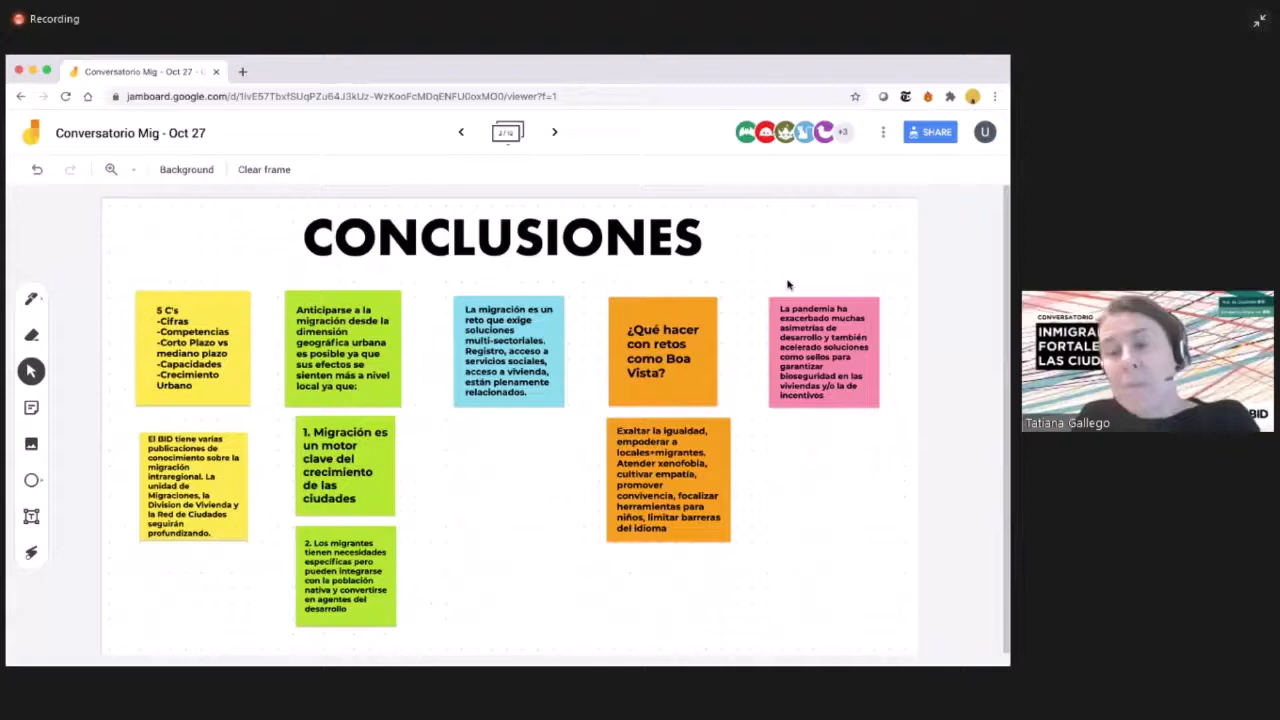 Recording
Conversatorio Mig - Oct 27 - C
Conversatorio Mig - Oct 27
2 / 12
+3
SHARE
U
Background
Clear frame
CONCLUSIONES
5 C's
-Cifras
-Competencias
-Corto Plazo vs
mediano plazo
-Capacidades
-Crecimiento
Urbano
El BID tiene varias
publicaciones de
conocimiento sobre la
migración
intraregional. La
unidad de
Migraciones, la
Division de Vivienda y
la Red de Ciudades
seguirán
profundizando.
Anticiparse a la
migración desde la
dimensión
geográfica urbana
es posible ya que
sus efectos se
sienten más a nivel
local ya que:
1. Migración es
un motor
clave del
crecimiento
de las
ciudades
2. Los migrantes
tienen necesidades
específicas pero
pueden integrarse
con la población
nativa y convertirse
en agentes del
desarrollo
La migración es un
reto que exige
soluciones
multi-sectoriales.
Registro, acceso a
servicios sociales,
acceso a vivienda,
están plenamente
relacionados.
¿Qué hacer
con retos
como Boa
Vista?
Exaltar la igualdad,
empoderar a
locales+migrantes.
Atender xenofobia,
cultivar empatía,
promover
convivencia, focalizar
herramientas para
niños, limitar barreras
del idioma
La pandemia ha
exacerbado muchas
asimetrías de
desarrollo y también
acelerado soluciones
como sellos para
garantizar
bioseguridad en las
viviendas y/o la de
incentivos
CONVERSATORIO
INMIGRA
FORTALE
LAS CIUD
BID
Tatiana Gallego